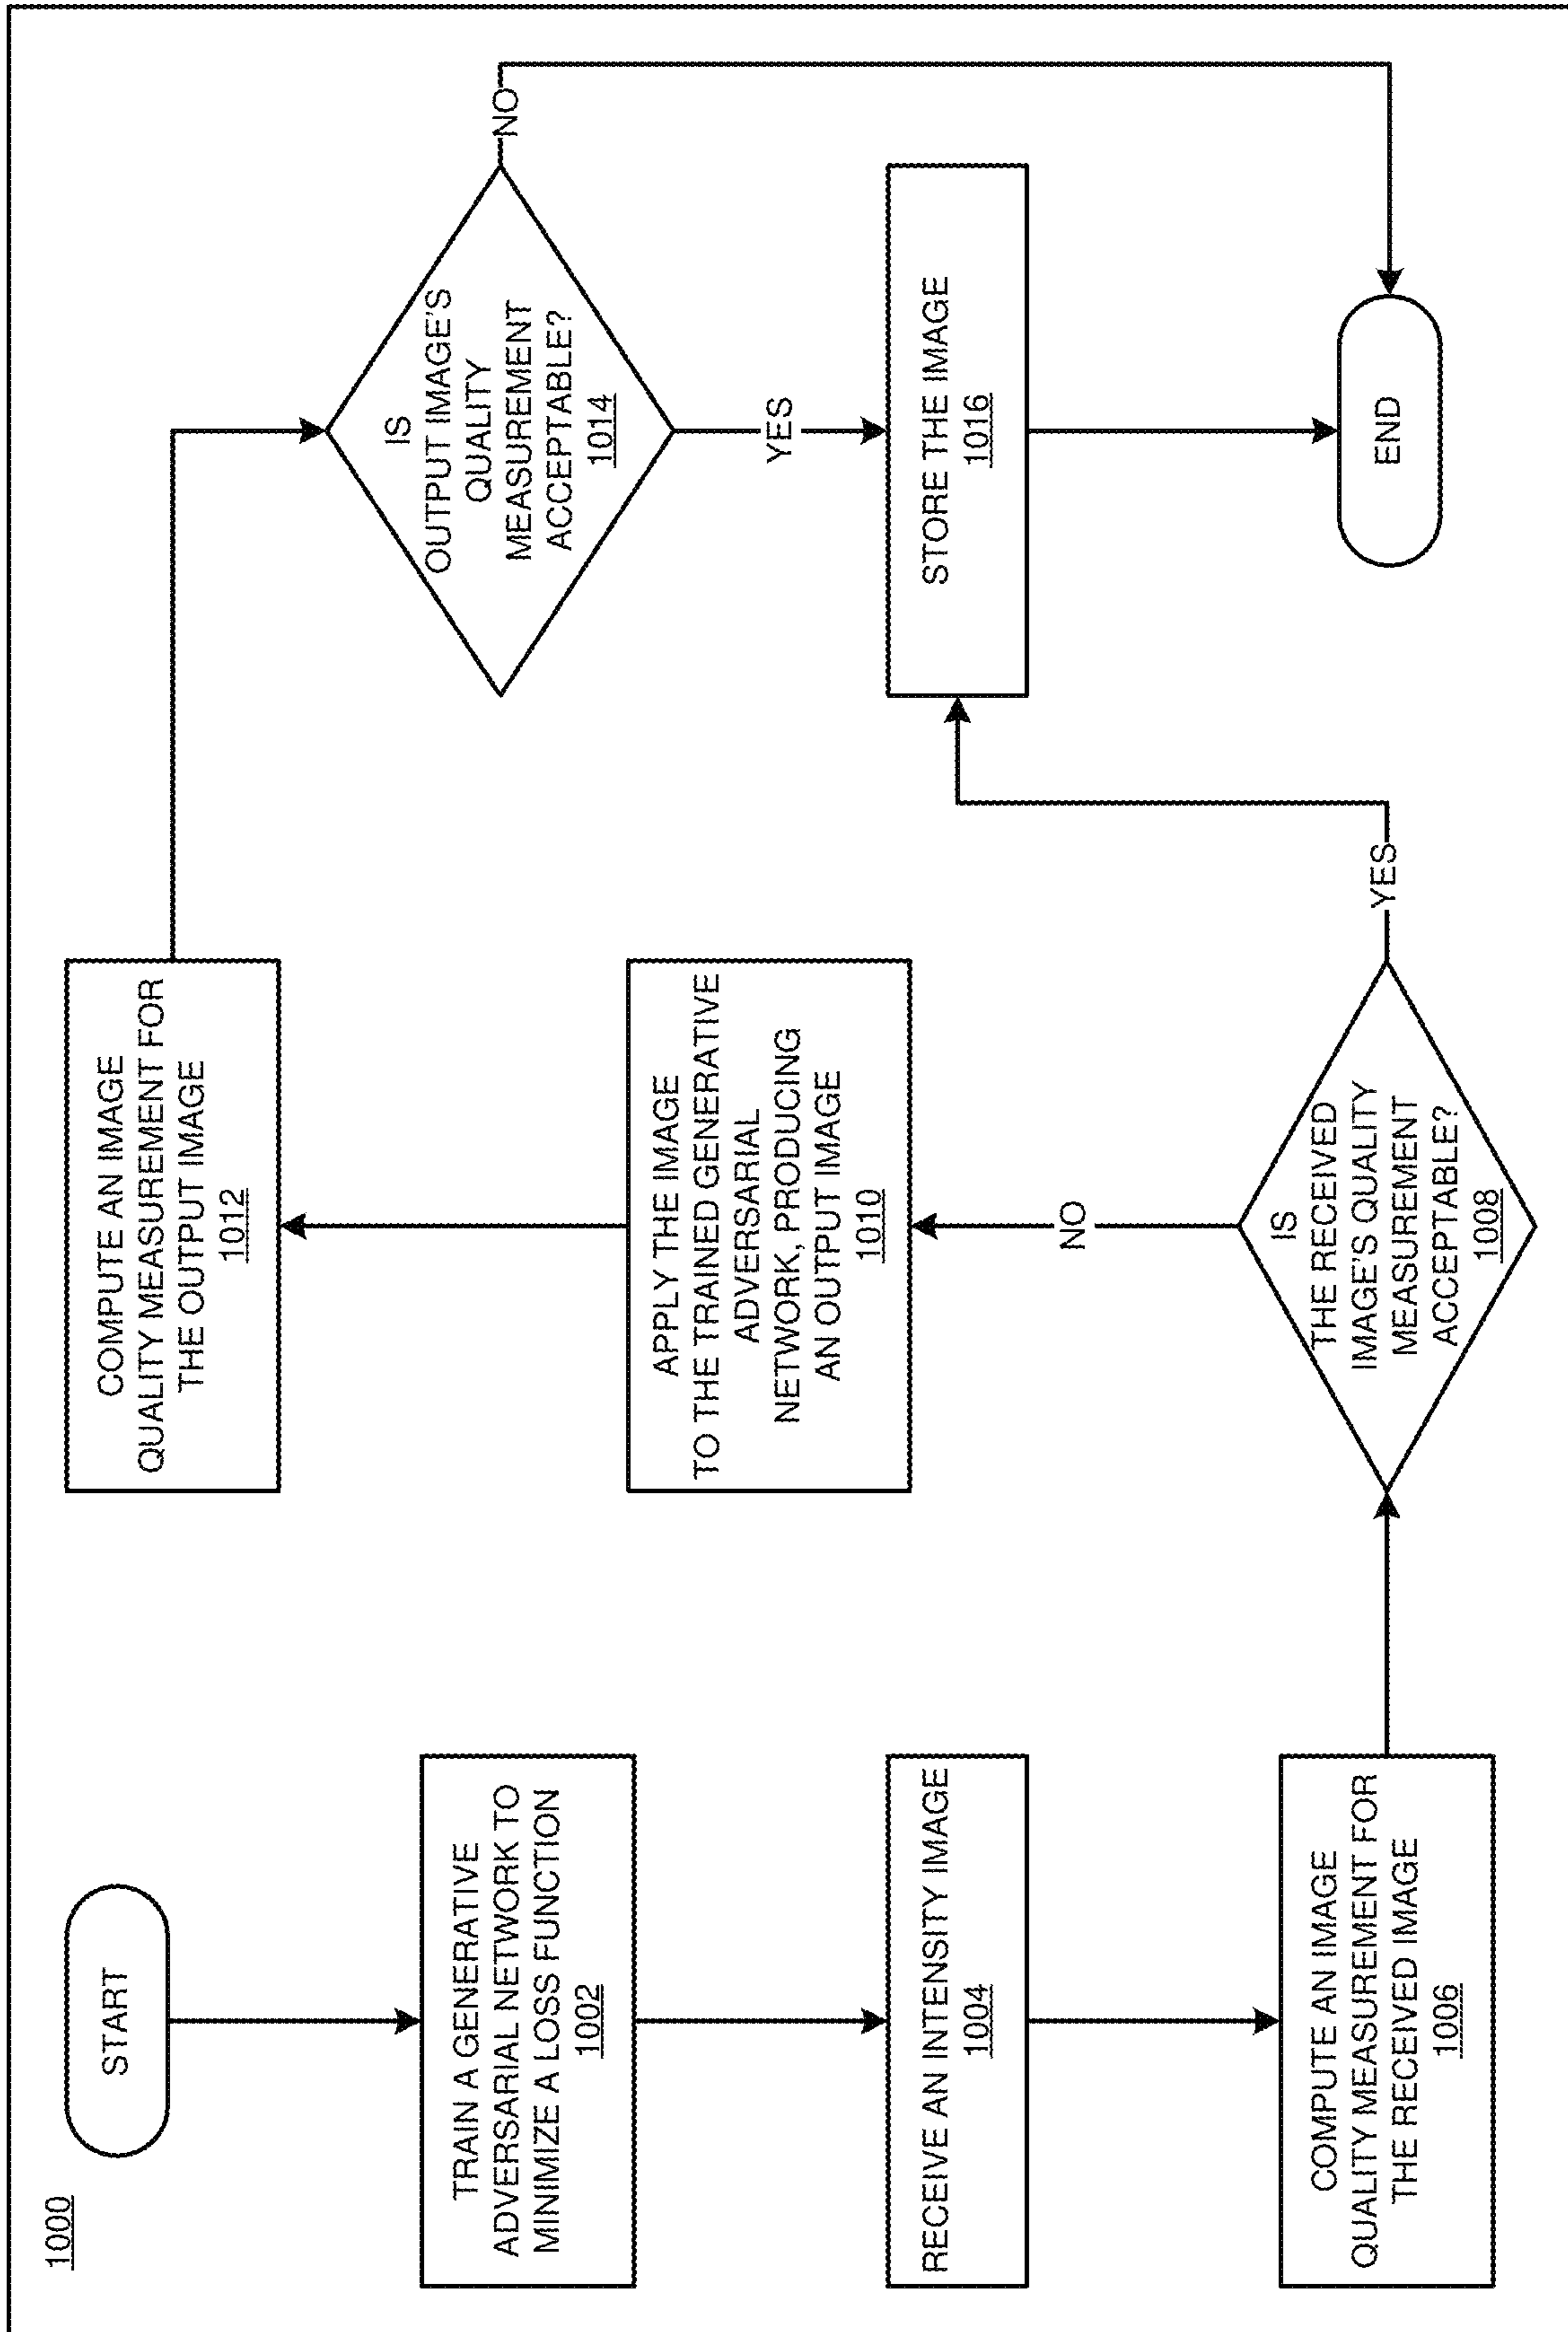 1000
START
TRAIN A GENERATIVE
ADVERSARIAL NETWORK TO
MINIMIZE A LOSS FUNCTION
1002
RECEIVE AN INTENSITY IMAGE
1004
COMPUTE AN IMAGE
QUALITY MEASUREMENT FOR
THE RECEIVED IMAGE
1006
IS
THE RECEIVED
IMAGE'S QUALITY
MEASUREMENT
ACCEPTABLE?
1008
NO
YES
APPLY THE IMAGE
TO THE TRAINED GENERATIVE
ADVERSARIAL
NETWORK, PRODUCING
AN OUTPUT IMAGE
1010
COMPUTE AN IMAGE
QUALITY MEASUREMENT FOR
THE OUTPUT IMAGE
1012
IS
OUTPUT IMAGE'S
QUALITY
MEASUREMENT
ACCEPTABLE?
1014
NO
YES
STORE THE IMAGE
1016
END